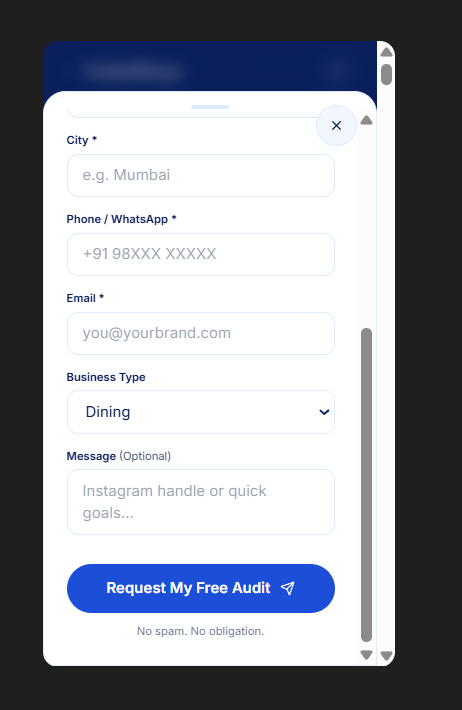 City *
e.g. Mumbai
Phone / WhatsApp *
+91 98XXX XXXXX
Email *
you@yourbrand.com
Business Type
Dining
Message (Optional)
Instagram handle or quick
goals...
Request My Free Audit
No spam. No obligation.